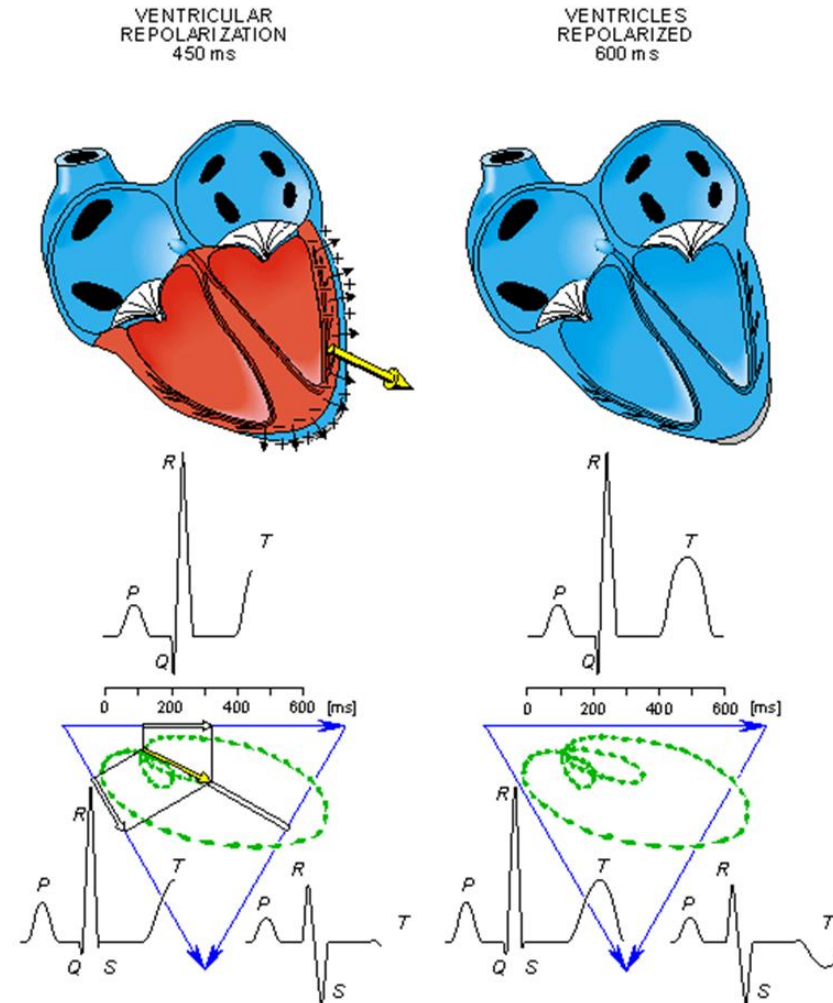 VENTRICULAR
REPOLARIZATION
450 ms
VENTRICLES
REPOLARIZED
600 ms
R
T
P
Q
R
T
P
Q
0 200 400 600 [ms]
0 200 400 600 [ms]
R
P
T
Q S
R
P
T
S
R
P
T
Q S
R
P
T
S